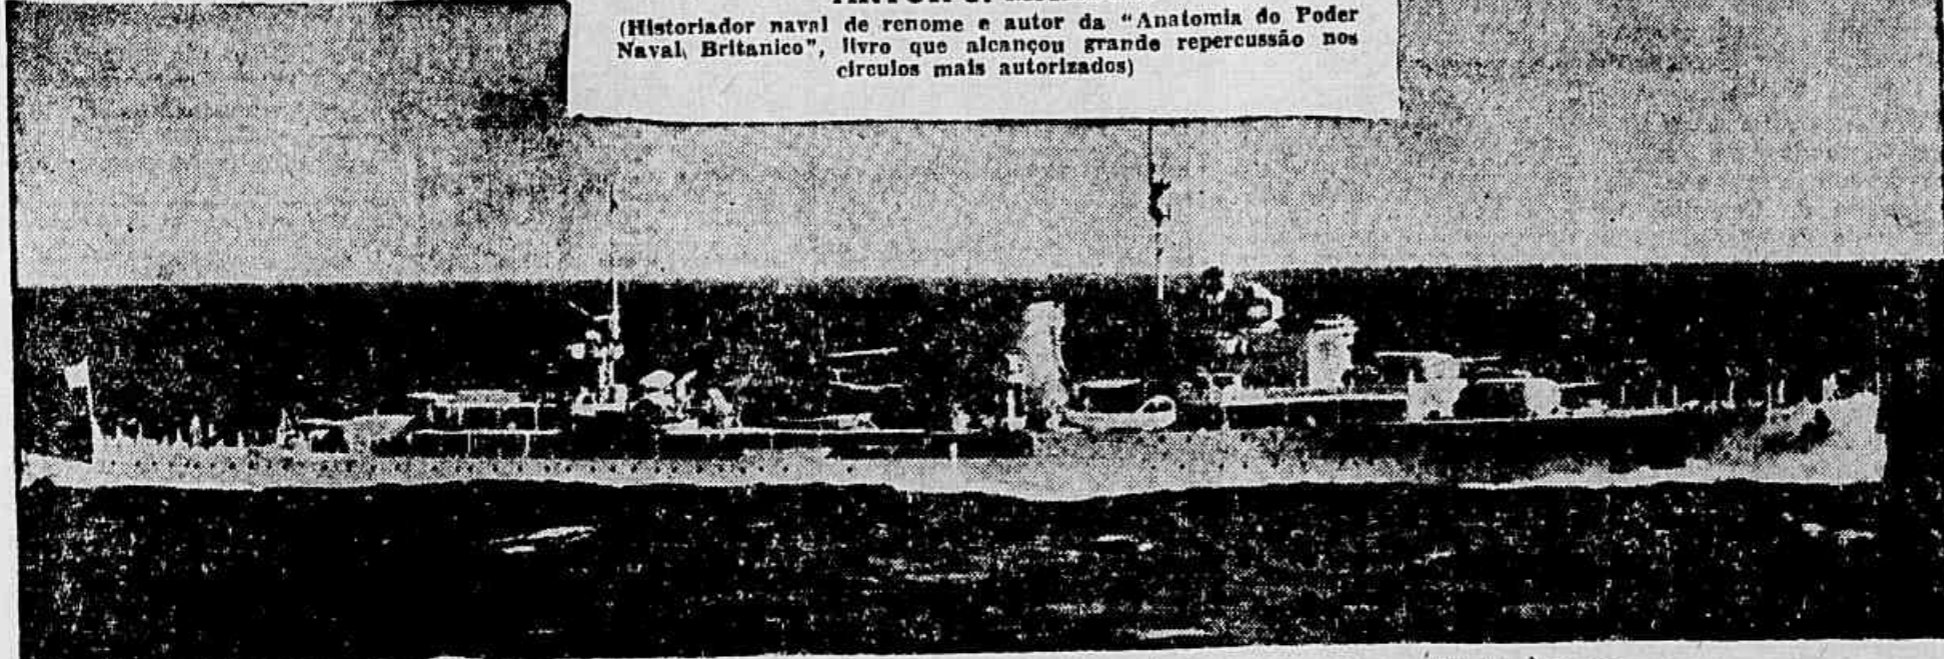 (Historiador naval de renome e autor da "Anatomia do Poder
Naval Britanico", livro que alcançou grande repercussão nos
circulos mais autorizados)